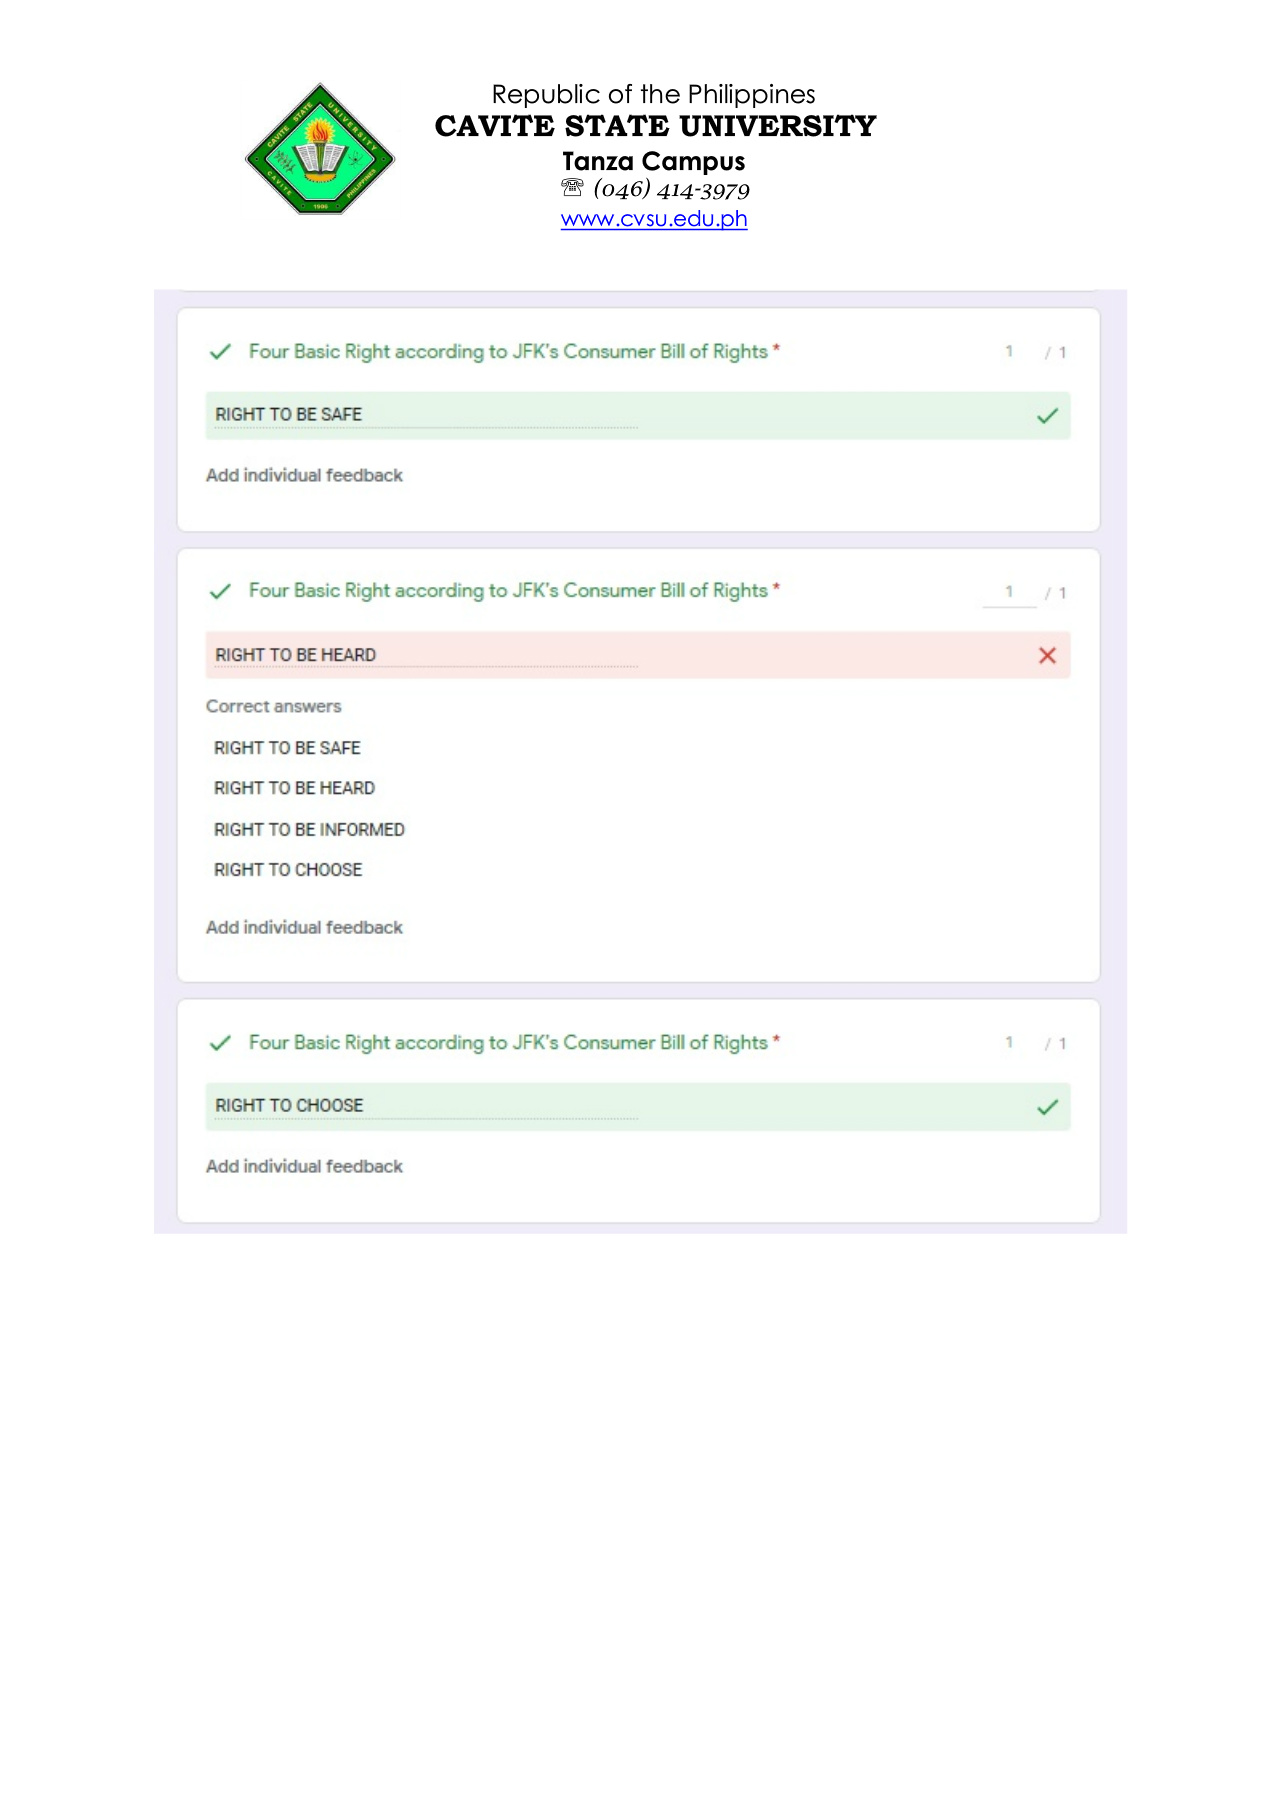 CAVITE STATE UNIVERSITY
CAVITE PHILIPPINES
1906
Republic of the Philippines
CAVITE STATE UNIVERSITY
Tanza Campus
☏ (046) 414-3979
www.cvsu.edu.ph
Four Basic Right according to JFK's Consumer Bill of Rights * 1 / 1
RIGHT TO BE SAFE
Add individual feedback
Four Basic Right according to JFK's Consumer Bill of Rights * 1 / 1
RIGHT TO BE HEARD
Correct answers
RIGHT TO BE SAFE
RIGHT TO BE HEARD
RIGHT TO BE INFORMED
RIGHT TO CHOOSE
Add individual feedback
Four Basic Right according to JFK's Consumer Bill of Rights * 1 / 1
RIGHT TO CHOOSE
Add individual feedback